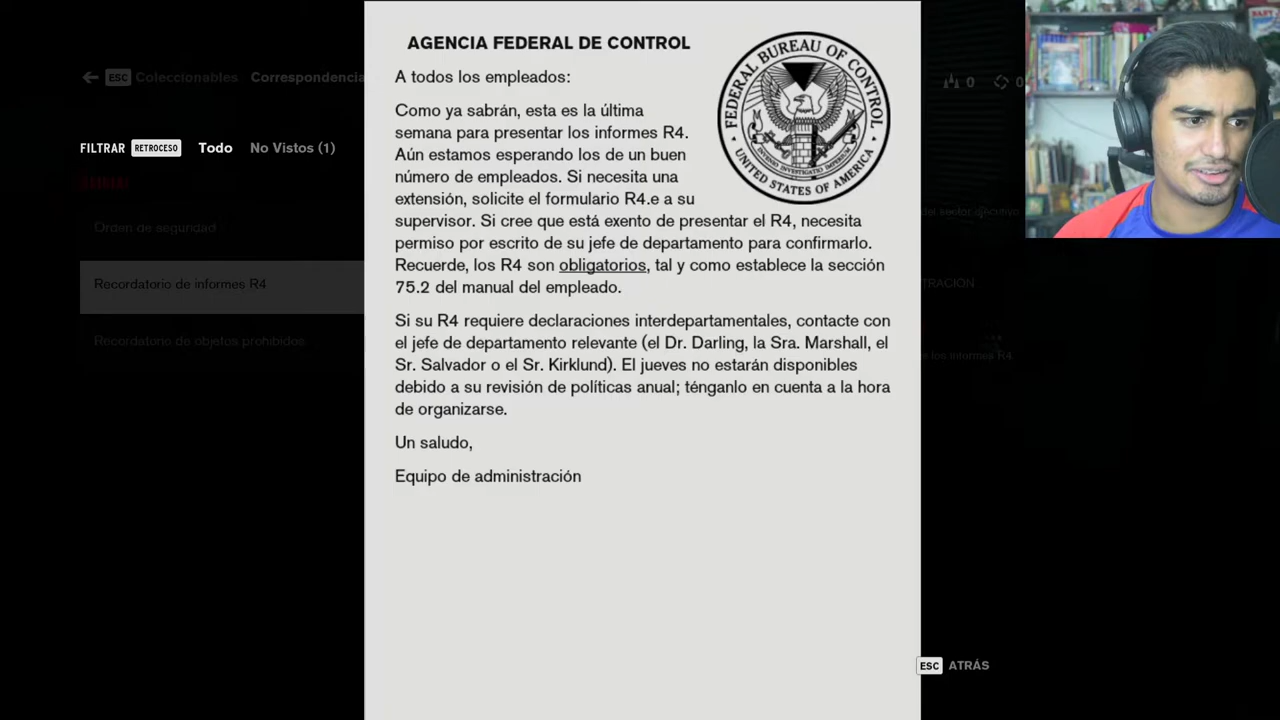 AGENCIA FEDERAL DE CONTROL
FEDERAL BUREAU OF CONTROL
UNITED STATES OF AMERICA
A todos los empleados:
Como ya sabrán, esta es la última
semana para presentar los informes R4.
Aún estamos esperando los de un buen
número de empleados. Si necesita una
extensión, solicite el formulario R4.e a su
supervisor. Si cree que está exento de presentar el R4, necesita
permiso por escrito de su jefe de departamento para confirmarlo.
Recuerde, los R4 son obligatorios, tal y como establece la sección
75.2 del manual del empleado.
Si su R4 requiere declaraciones interdepartamentales, contacte con
el jefe de departamento relevante (el Dr. Darling, la Sra. Marshall, el
Sr. Salvador o el Sr. Kirklund). El jueves no estarán disponibles
debido a su revisión de políticas anual; ténganlo en cuenta a la hora
de organizarse.
Un saludo,
Equipo de administración
ESC Coleccionables Correspondencia
FILTRAR RETROCESO Todo No Vistos (1)
Orden de seguridad
Recordatorio de informes R4
Recordatorio de objetos prohibidos
0 0
del sector ejecutivo
los informes R4
ESC ATRÁS